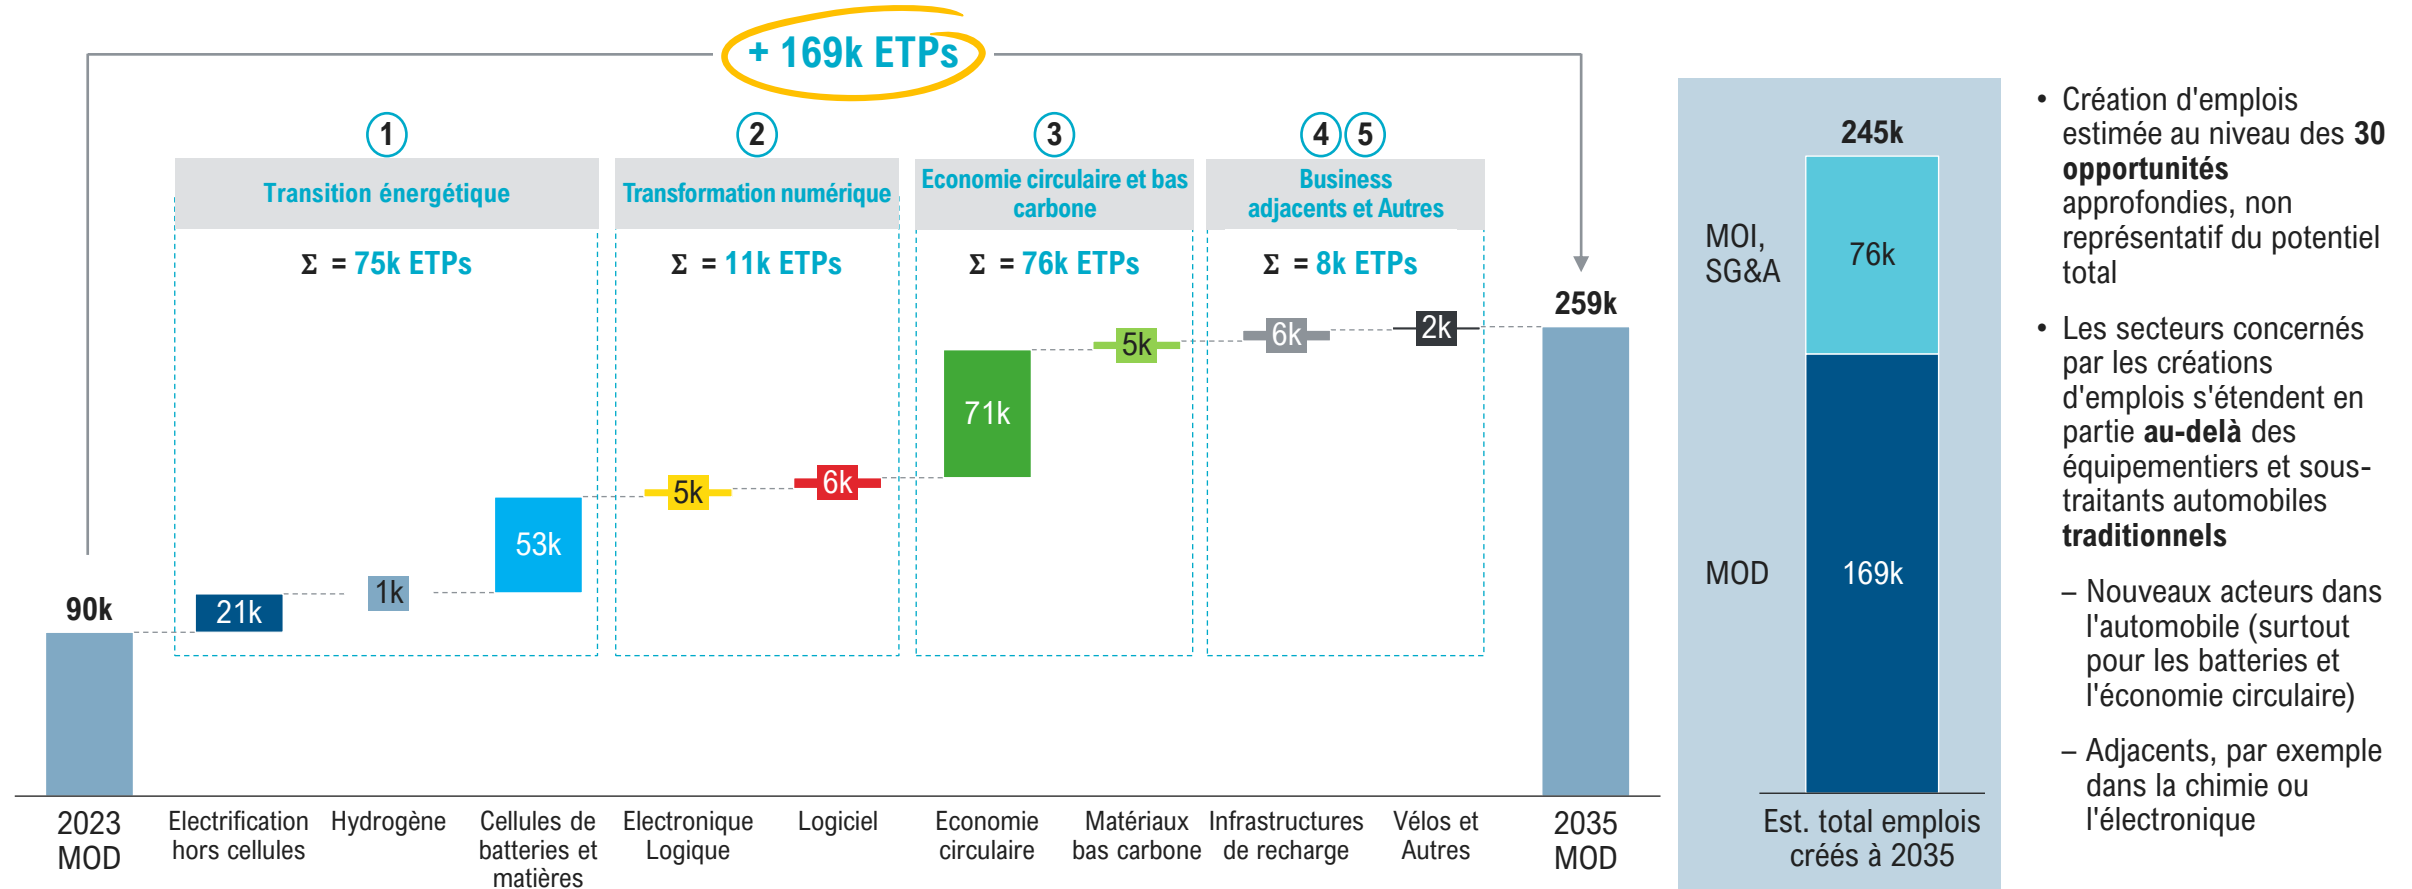 + 169k ETPs
1
2
3
4 5
Transition énergétique
Transformation numérique
Economie circulaire et bas
carbone
Business
adjacents et Autres
Σ = 75k ETPs
Σ = 11k ETPs
Σ = 76k ETPs
Σ = 8k ETPs
90k
21k
1k
53k
5k
6k
71k
5k
6k
2k
259k
2023
MOD
Electrification
hors cellules
Hydrogène
Cellules de
batteries et
matières
Electronique
Logique
Logiciel
Economie
circulaire
Matériaux
bas carbone
Infrastructures
de recharge
Vélos et
Autres
2035
MOD
245k
MOI,
SG&A
76k
MOD
169k
Est. total emplois
créés à 2035
• Création d'emplois
estimée au niveau des 30
opportunités
approfondies, non
représentatif du potentiel
total
• Les secteurs concernés
par les créations
d'emplois s'étendent en
partie au-delà des
équipementiers et sous-
traitants automobiles
traditionnels
– Nouveaux acteurs dans
l'automobile (surtout
pour les batteries et
l'économie circulaire)
– Adjacents, par exemple
dans la chimie ou
l'électronique